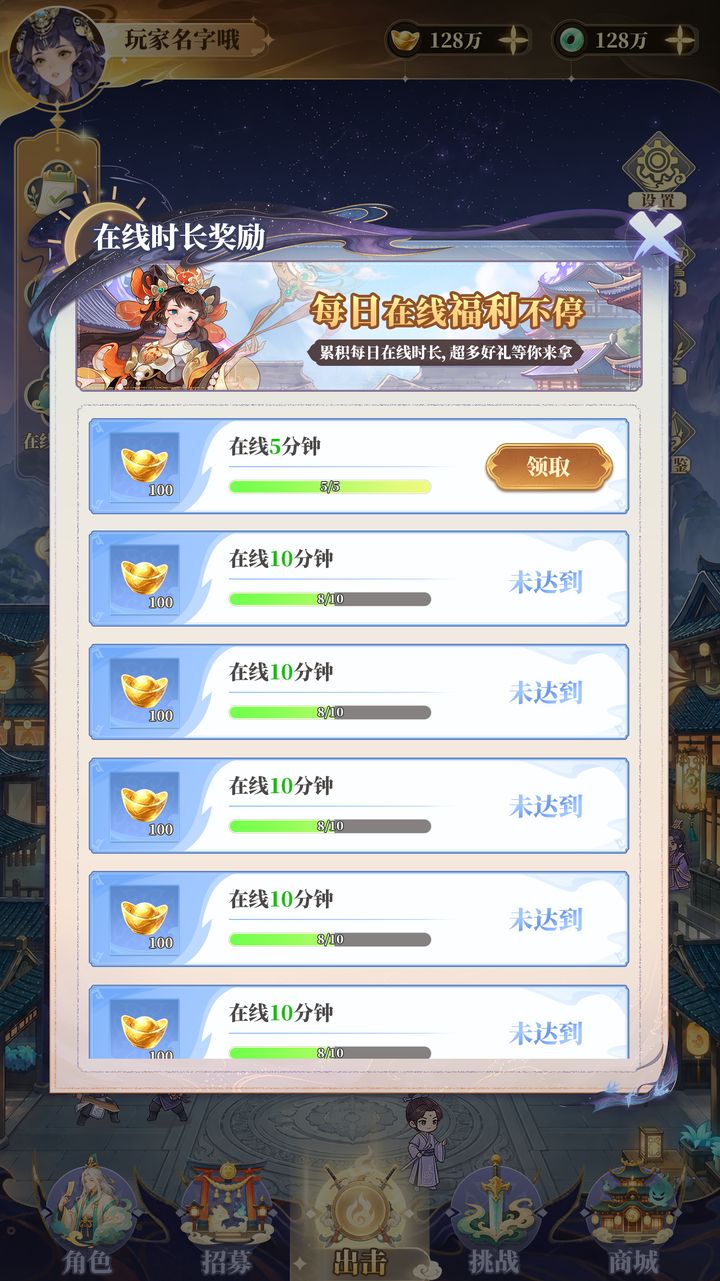 玩家名字哦
128万
128万
设置
在线时长奖励
每日在线福利不停
累积每日在线时长,超多好礼等你来拿
在线5分钟
100
5/5
领取
在线10分钟
100
8/10
未达到
在线10分钟
100
8/10
未达到
在线10分钟
100
8/10
未达到
在线10分钟
100
8/10
未达到
在线10分钟
100
8/10
未达到
角色
招募
出击
挑战
商城